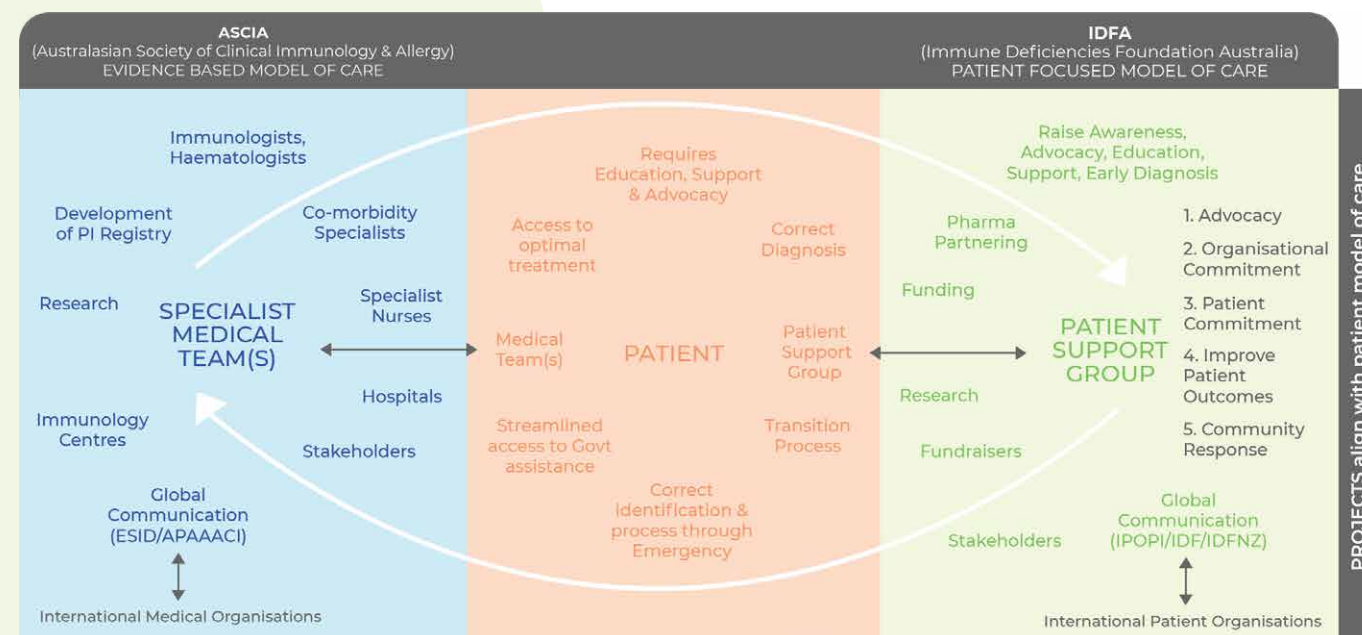 ASCIA
(Australasian Society of Clinical Immunology & Allergy)
EVIDENCE BASED MODEL OF CARE
IDFA
(Immune Deficiencies Foundation Australia)
PATIENT FOCUSED MODEL OF CARE
Immunologists,
Haematologists
Development
of PI Registry
Co-morbidity
Specialists
Research
SPECIALIST
MEDICAL
TEAM(S)
Specialist
Nurses
Hospitals
Immunology
Centres
Stakeholders
Global
Communication
(ESID/APAAACI)
International Medical Organisations
Requires
Education, Support
& Advocacy
Access to
optimal
treatment
Correct
Diagnosis
Medical
Team(s)
PATIENT
Patient
Support
Group
Streamlined
access to Govt
assistance
Transition
Process
Correct
identification &
process through
Emergency
Raise Awareness,
Advocacy, Education,
Support, Early Diagnosis
Pharma
Partnering
Funding
PATIENT
SUPPORT
GROUP
Research
Fundraisers
Stakeholders
Global
Communication
(IPOPI/IDF/IDFNZ)
International Patient Organisations
1. Advocacy
2. Organisational
Commitment
3. Patient
Commitment
4. Improve
Patient
Outcomes
5. Community
Response
PROJECTS align with patient model of care